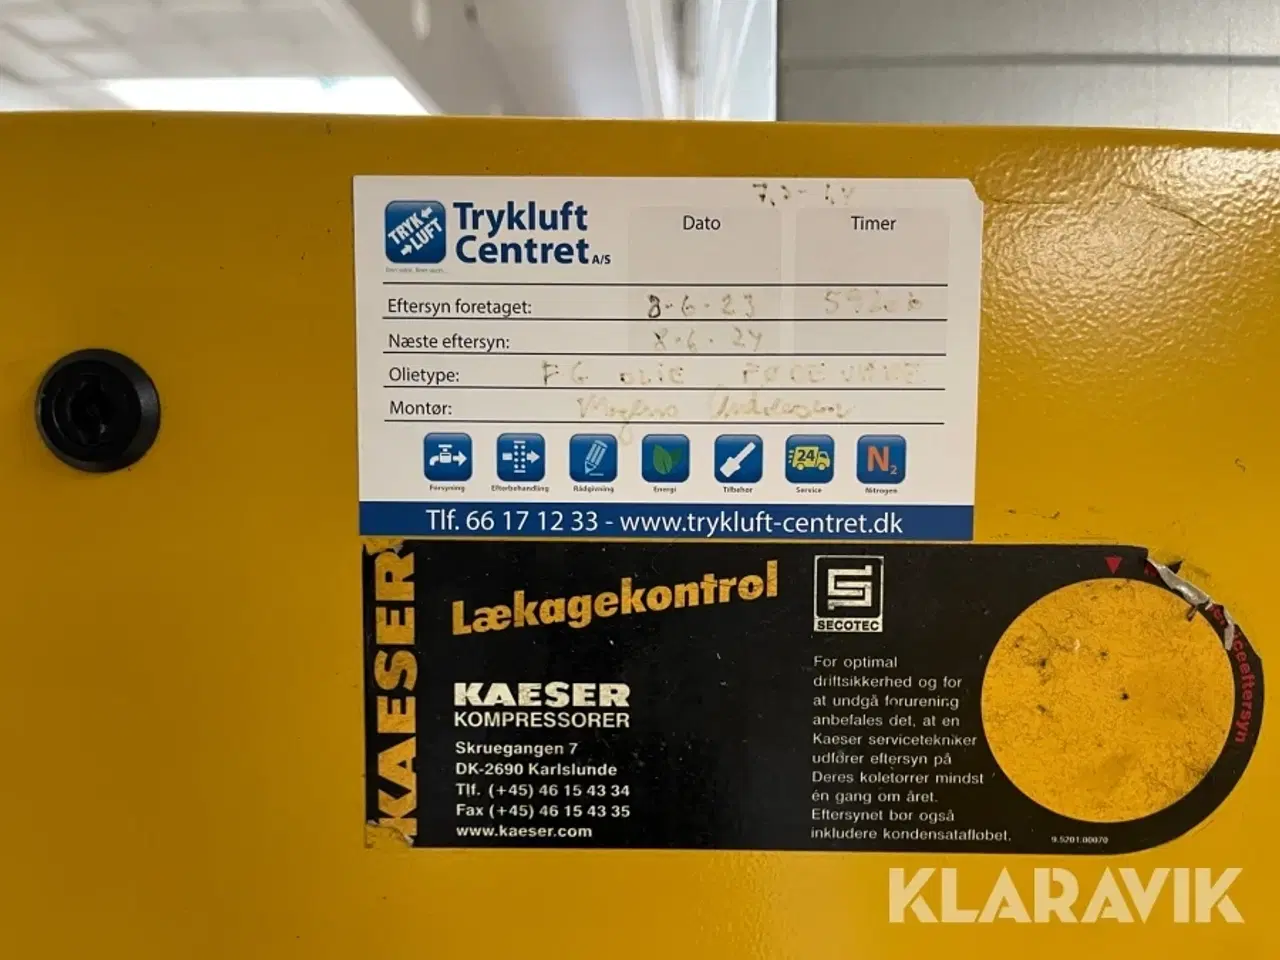 TRYK
LUFT
Trykluft
Centret A/S
Dato
Timer
Eftersyn foretaget: 8-6-23
Næste eftersyn: 8-6-24
Olietype: OLIE
Montør:
Forsyning
Efterbehandling
Rådgivning
Energi
Tilbehør
24
Service
N2
Nitrogen
Tlf. 66 17 12 33 - www.trykluft-centret.dk
KAESER
Lækagekontrol
SECOTEC
KAESER
KOMPRESSORER
Skruegangen 7
DK-2690 Karlslunde
Tlf. (+45) 46 15 43 34
Fax (+45) 46 15 43 35
www.kaeser.com
For optimal
driftsikkerhed og for
at undgå forurening
anbefales det, at en
Kaeser servicetekniker
udfører eftersyn på
Deres køletørrer mindst
én gang om året.
Eftersynet bør også
inkludere kondensatafløbet.
9.5201.00070
KLARAVIK